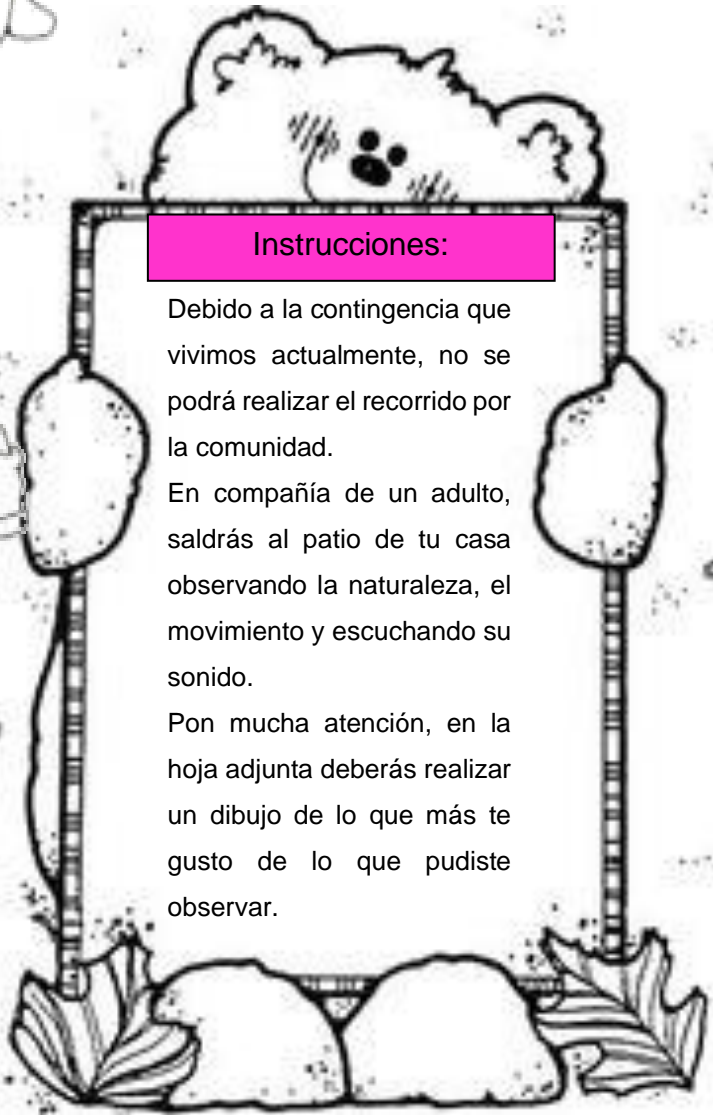 Instrucciones:
Debido a la contingencia que
vivimos actualmente, no se
podrá realizar el recorrido por
la comunidad.
En compañía de un adulto,
saldrás al patio de tu casa
observando la naturaleza, el
movimiento y escuchando su
sonido.
Pon mucha atención, en la
hoja adjunta deberás realizar
un dibujo de lo que más te
gusto de lo que pudiste
observar.